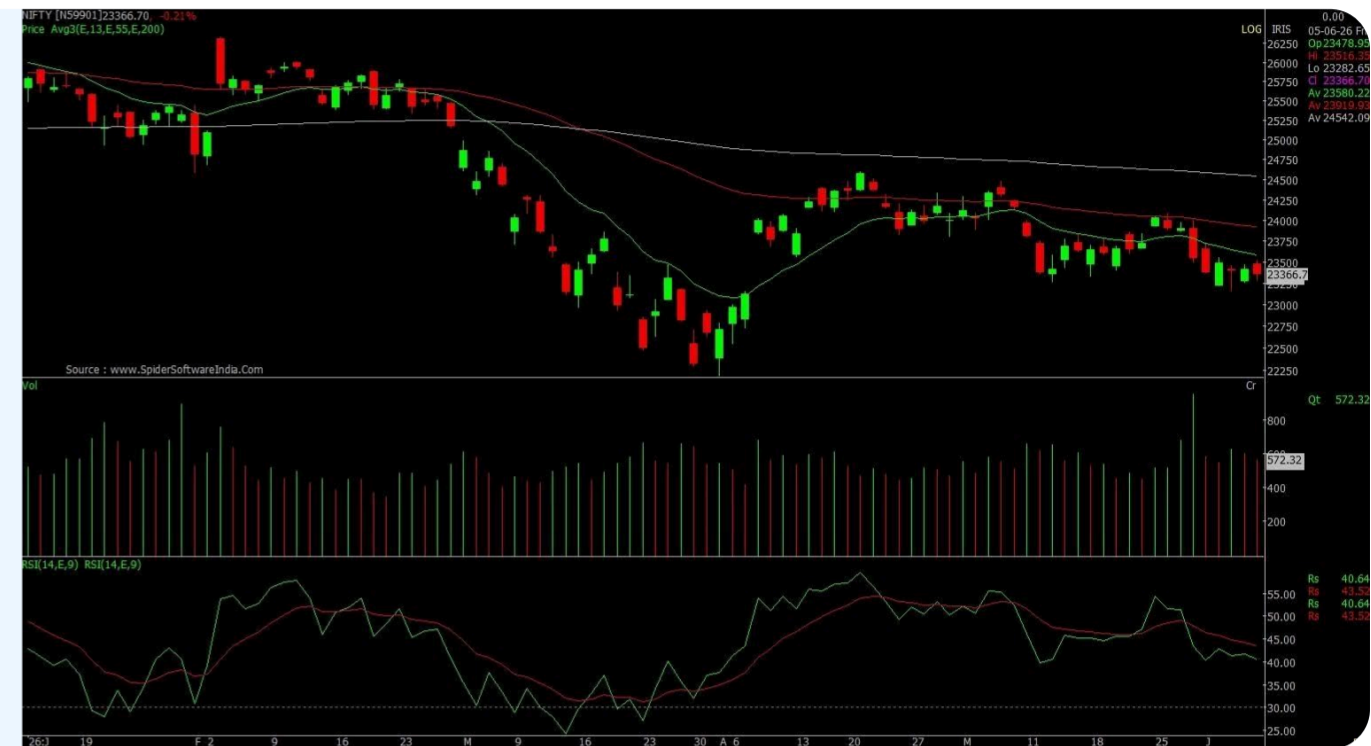 NIFTY [N59901]23366.70, -0.21%
Price Avg3(E,13,E,55,E,200)
LOG
IRIS
0.00
05-06-26 Fr
Op 23478.95
Hi 23516.35
Lo 23282.65
Cl 23366.70
Av 23580.22
Av 23919.93
Av 24542.09
26250
26000
25750
25500
25250
25000
24750
24500
24250
24000
23750
23500
23366.7
23000
22750
22500
22250
Source : www.SpiderSoftwareIndia.Com
Vol
Cr
Qt 572.32
800
572.32
400
200
RSI(14,E,9) RSI(14,E,9)
Rs 40.64
Rs 43.52
Rs 40.64
Rs 43.52
55.00
50.00
45.00
40.00
35.00
30.00
25.00
'26:J 19 F 2 9 16 23 M 9 16 23 30 A 6 13 20 27 M 11 18 25 J